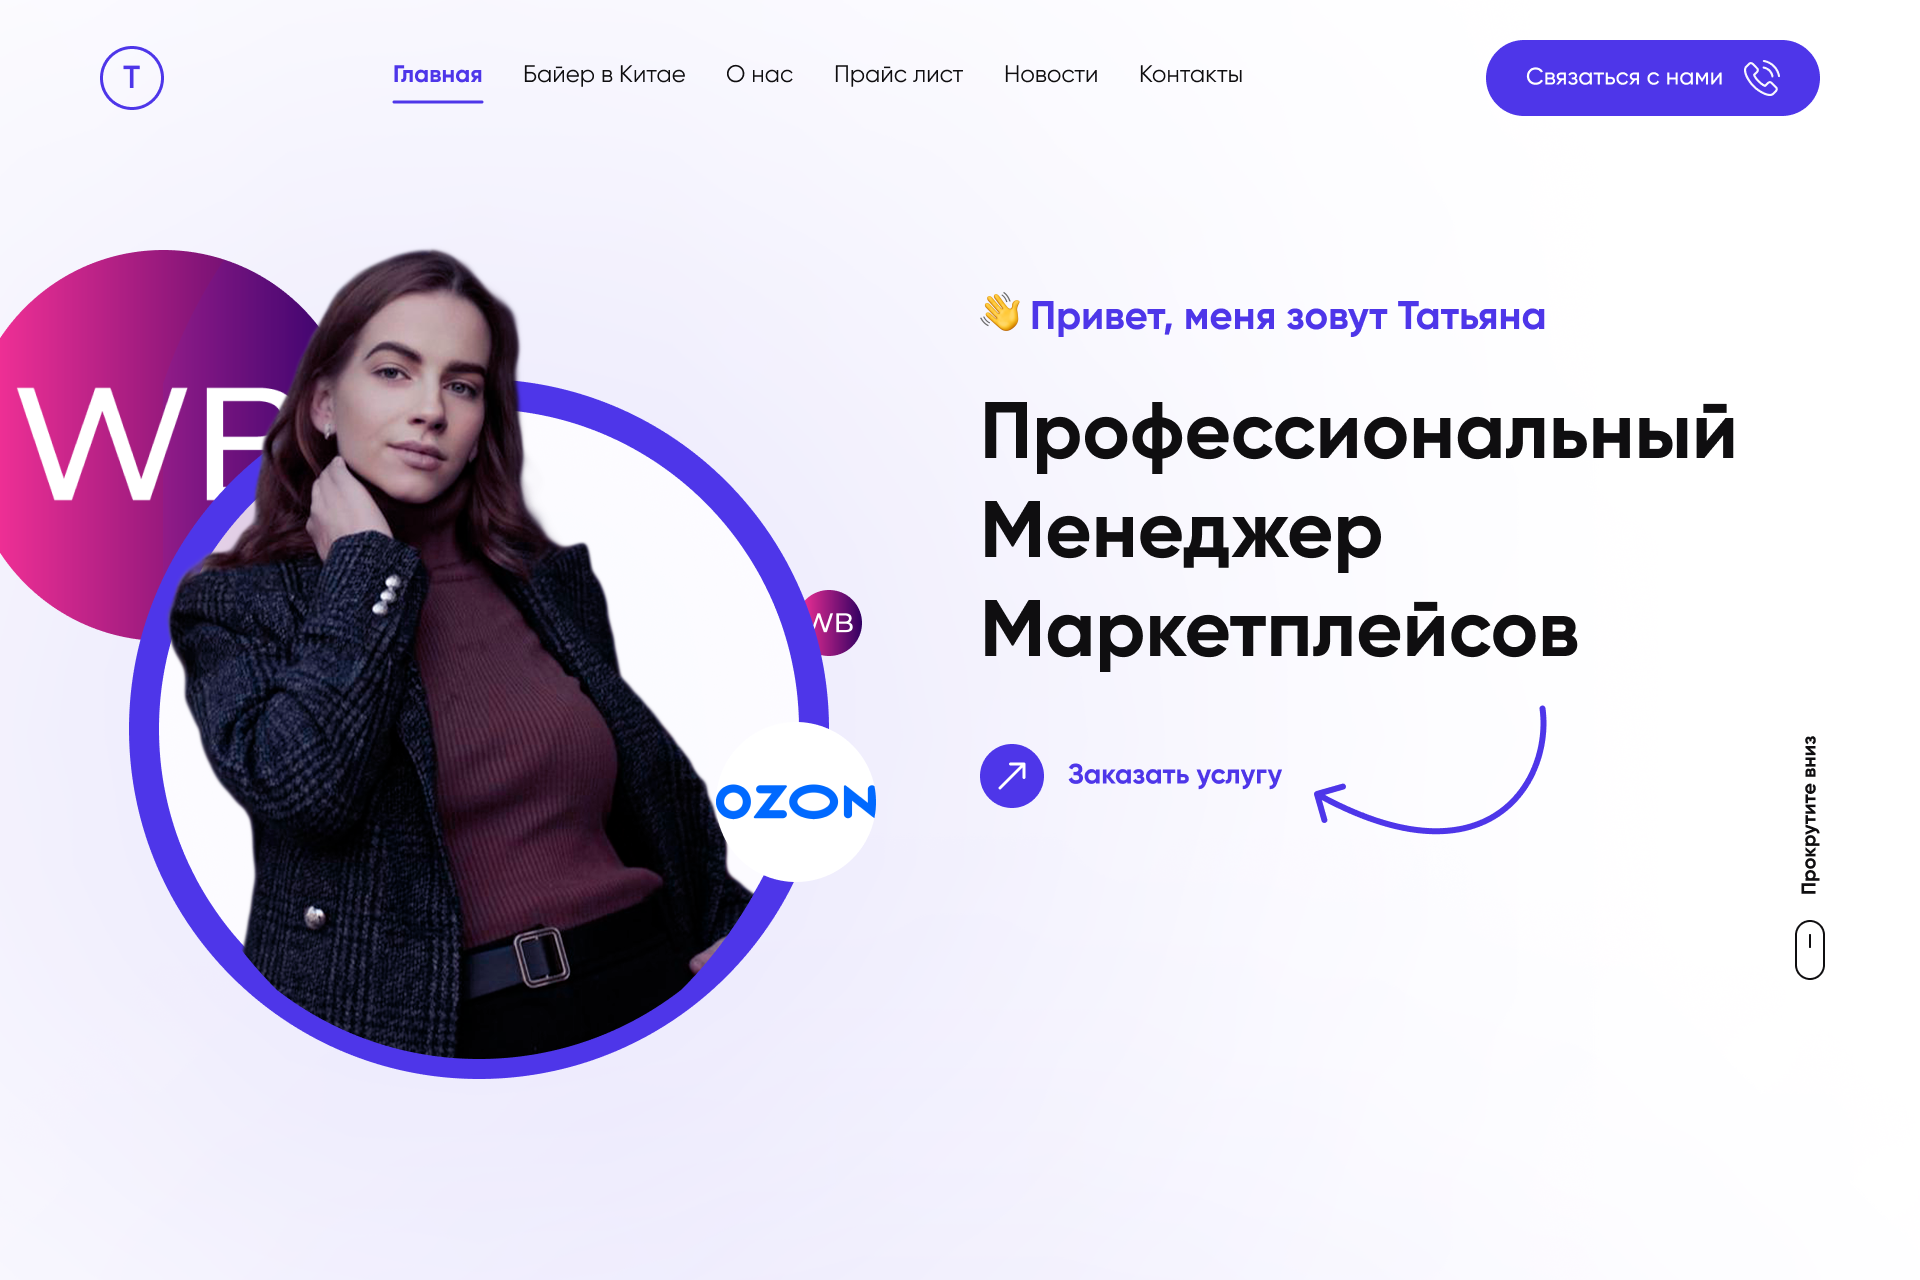 T
Главная
Байер в Китае
О нас
Прайс лист
Новости
Контакты
Связаться с нами
WB
Привет, меня зовут Татьяна
Профессиональный
Менеджер
Маркетплейсов
WB
OZON
Заказать услугу
Прокрутите вниз